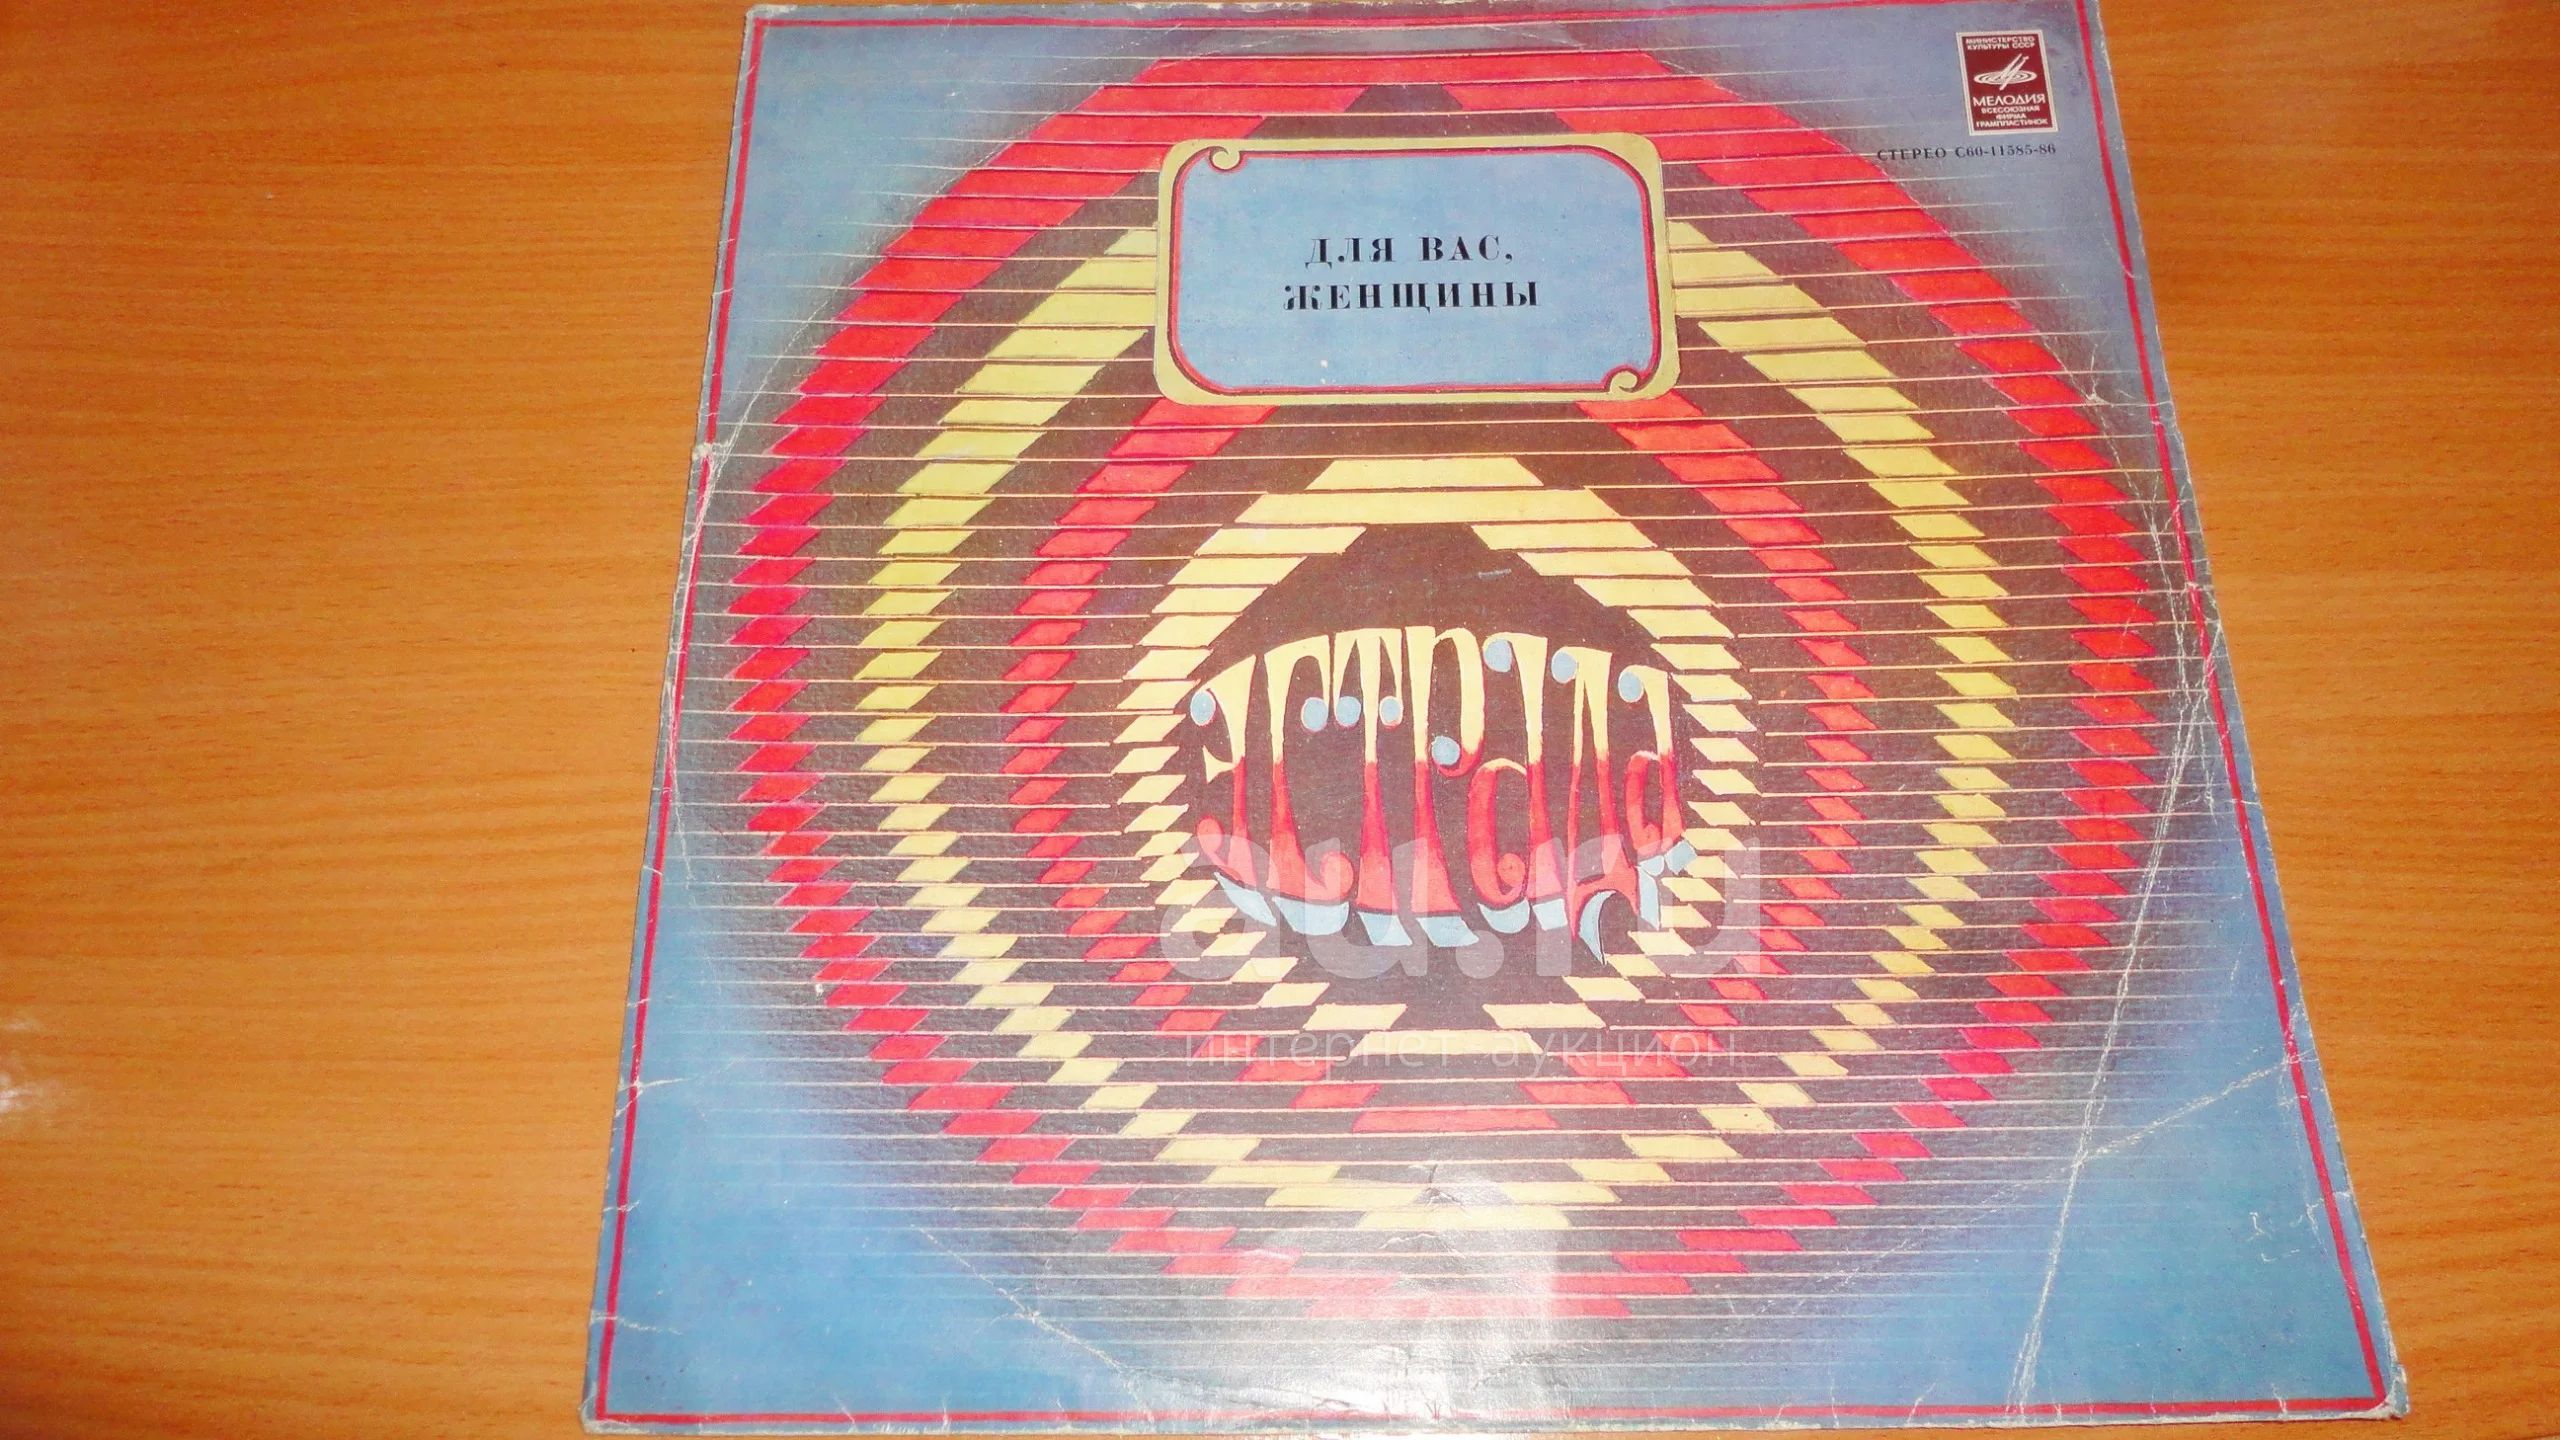 МИНИСТЕРСТВО
КУЛЬТУРЫ СССР
МЕЛОДИЯ
ВСЕСОЮЗНАЯ
ФИРМА
ГРАМПЛАСТИНОК
СТЕРЕО С60-11585-86
ДЛЯ ВАС,
ЖЕНЩИНЫ
ЭСТРАДА
au.ru
интернет аукцион